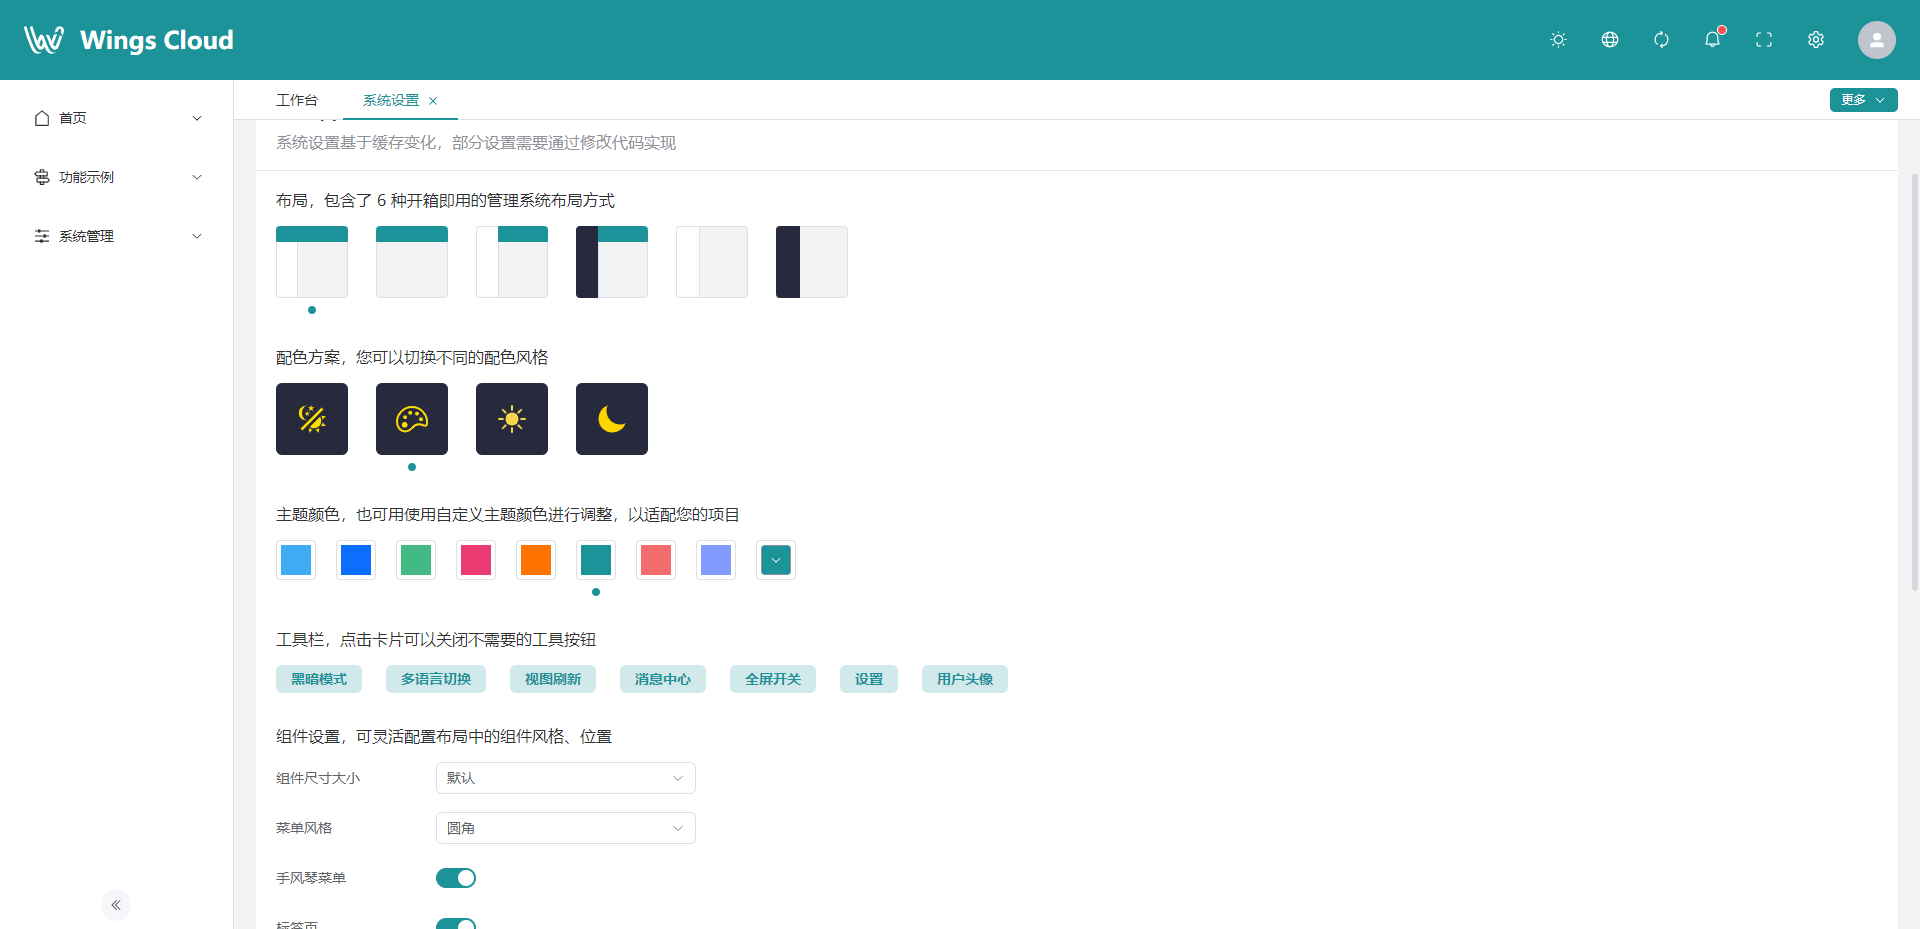 Wings Cloud
首页
功能示例
系统管理
工作台
系统设置
更多
系统设置基于缓存变化，部分设置需要通过修改代码实现
布局，包含了 6 种开箱即用的管理系统布局方式
配色方案，您可以切换不同的配色风格
主题颜色，也可用使用自定义主题颜色进行调整，以适配您的项目
工具栏，点击卡片可以关闭不需要的工具按钮
黑暗模式 多语言切换 视图刷新 消息中心 全屏开关 设置 用户头像
组件设置，可灵活配置布局中的组件风格、位置
组件尺寸大小 默认
菜单风格 圆角
手风琴菜单
标签页